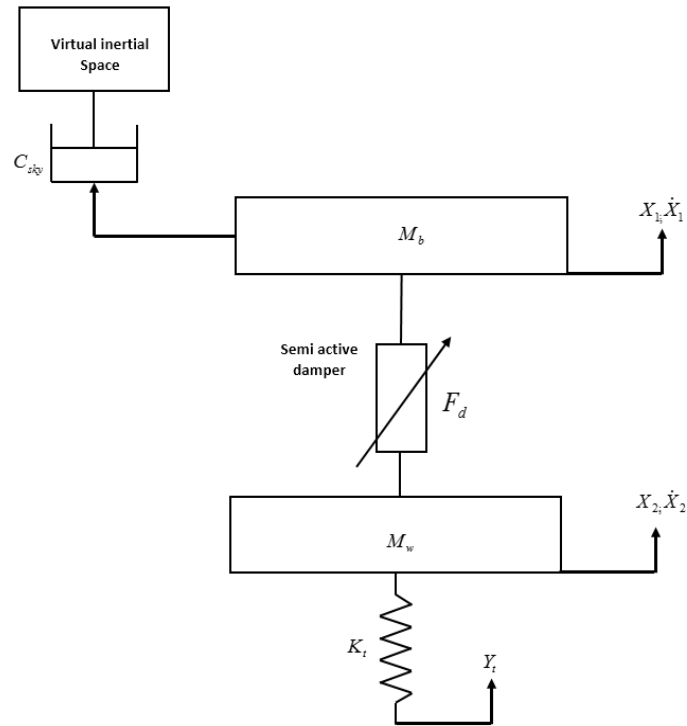 Virtual inertial
Space
C_sky
M_b
X_1, Ẋ_1
Semi active
damper
F_d
X_2, Ẋ_2
M_w
K_t
Y_t